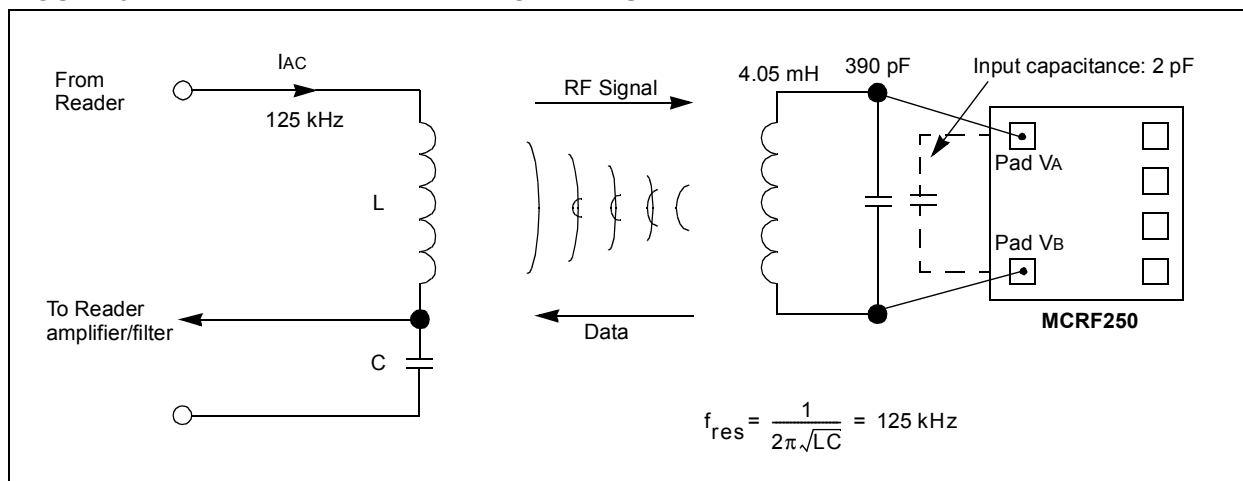 From
Reader
IAC
125 kHz
L
To Reader
amplifier/filter
C
RF Signal
Data
4.05 mH
390 pF
Input capacitance: 2 pF
Pad VA
Pad VB
MCRF250
fres = 1 / 2π√LC = 125 kHz